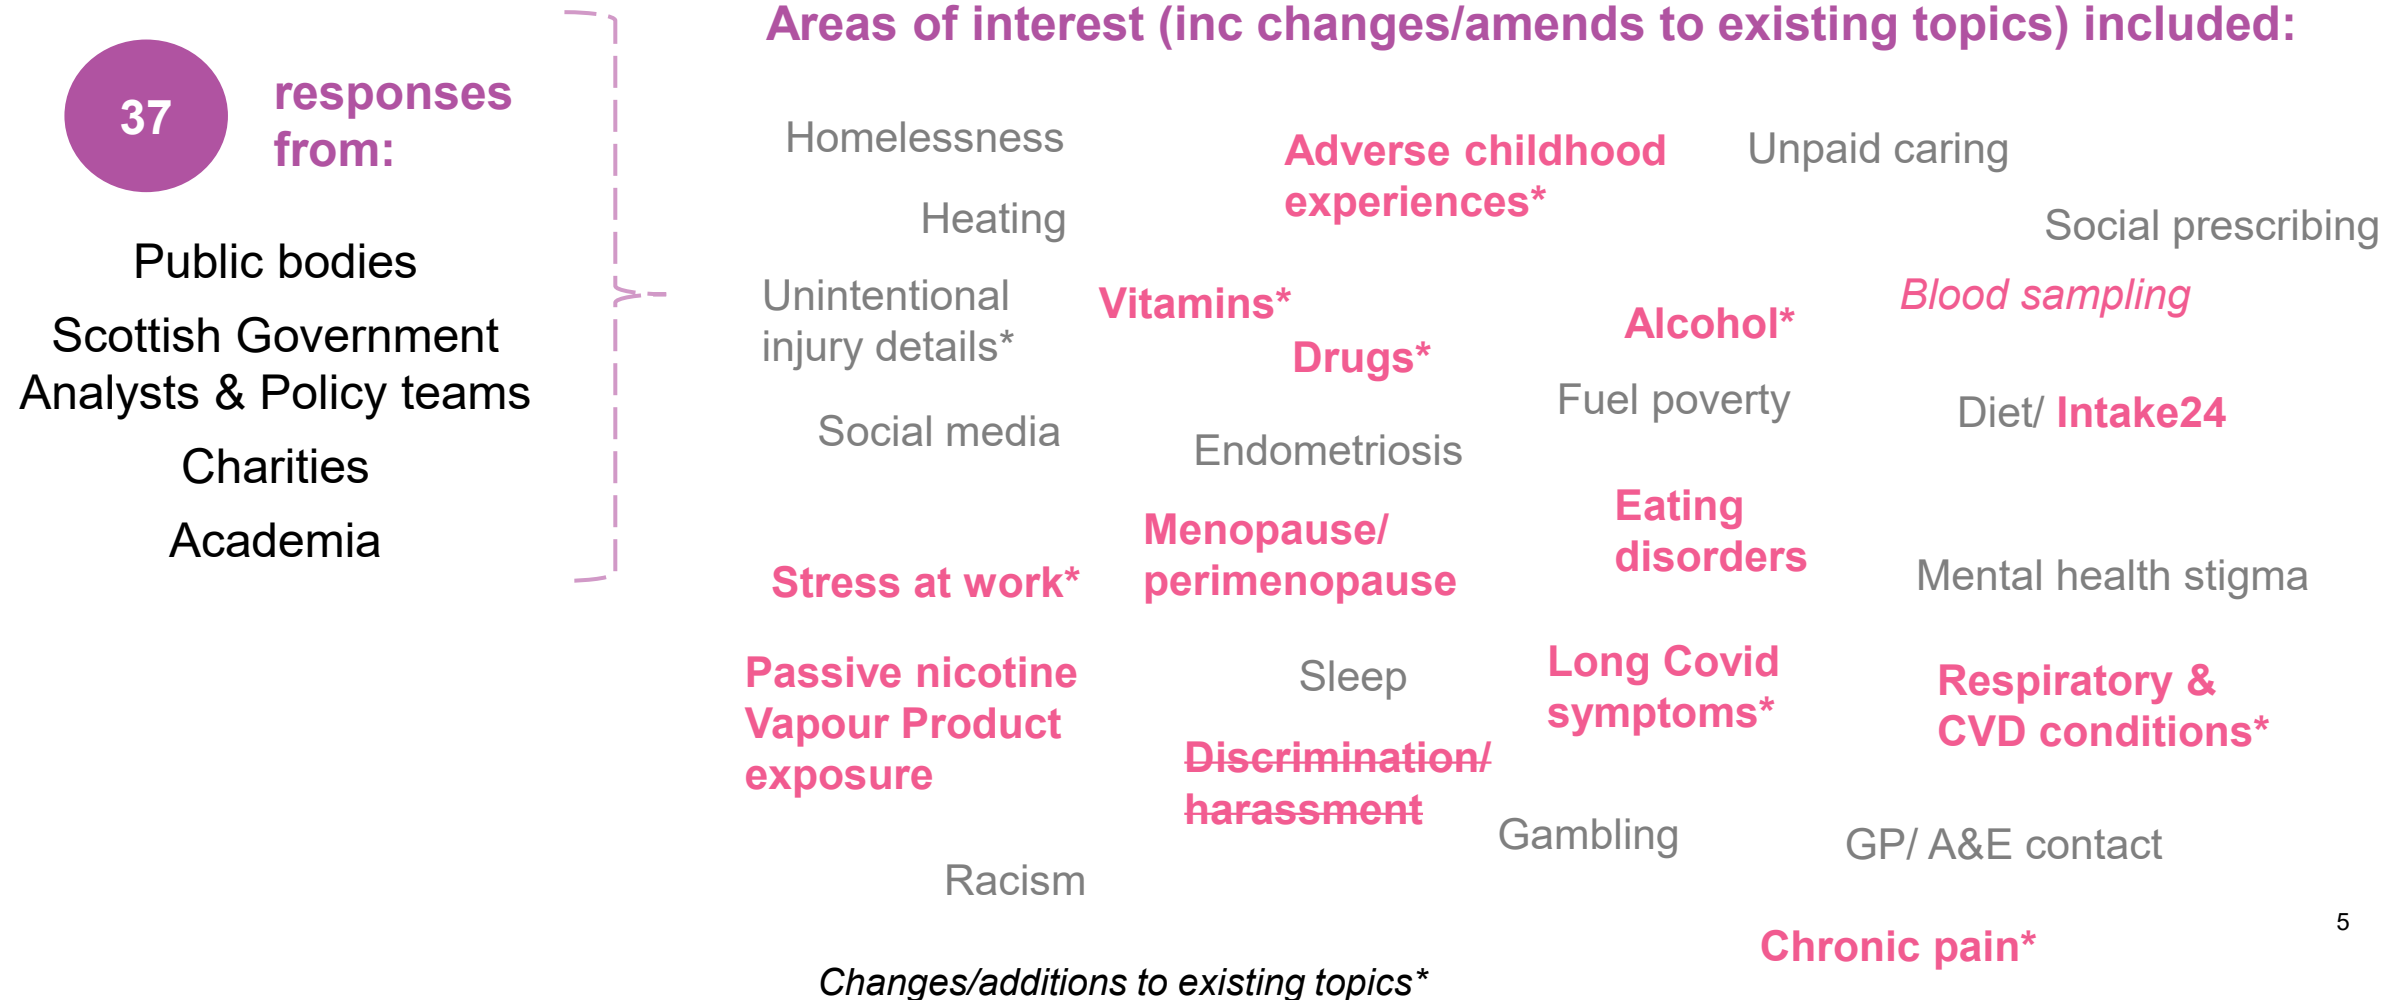 Areas of interest (inc changes/amends to existing topics) included:
37
responses
from:
Public bodies
Scottish Government
Analysts & Policy teams
Charities
Academia
Homelessness
Adverse childhood
experiences*
Unpaid caring
Heating
Social prescribing
Unintentional
injury details*
Vitamins*
Drugs*
Alcohol*
Blood sampling
Social media
Endometriosis
Fuel poverty
Diet/ Intake24
Stress at work*
Menopause/
perimenopause
Eating
disorders
Mental health stigma
Passive nicotine
Vapour Product
exposure
Sleep
Long Covid
symptoms*
Respiratory &
CVD conditions*
Discrimination/
harassment
Gambling
GP/ A&E contact
Racism
Chronic pain*
5
Changes/additions to existing topics*